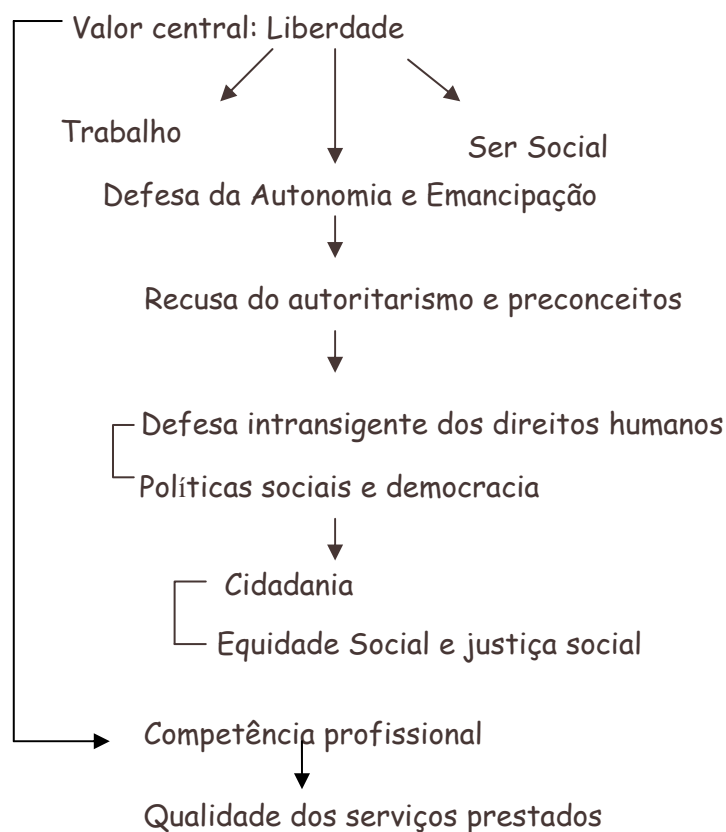 Valor central: Liberdade
Trabalho
Ser Social
Defesa da Autonomia e Emancipação
Recusa do autoritarismo e preconceitos
Defesa intransigente dos direitos humanos
Políticas sociais e democracia
Cidadania
Equidade Social e justiça social
Competência profissional
Qualidade dos serviços prestados